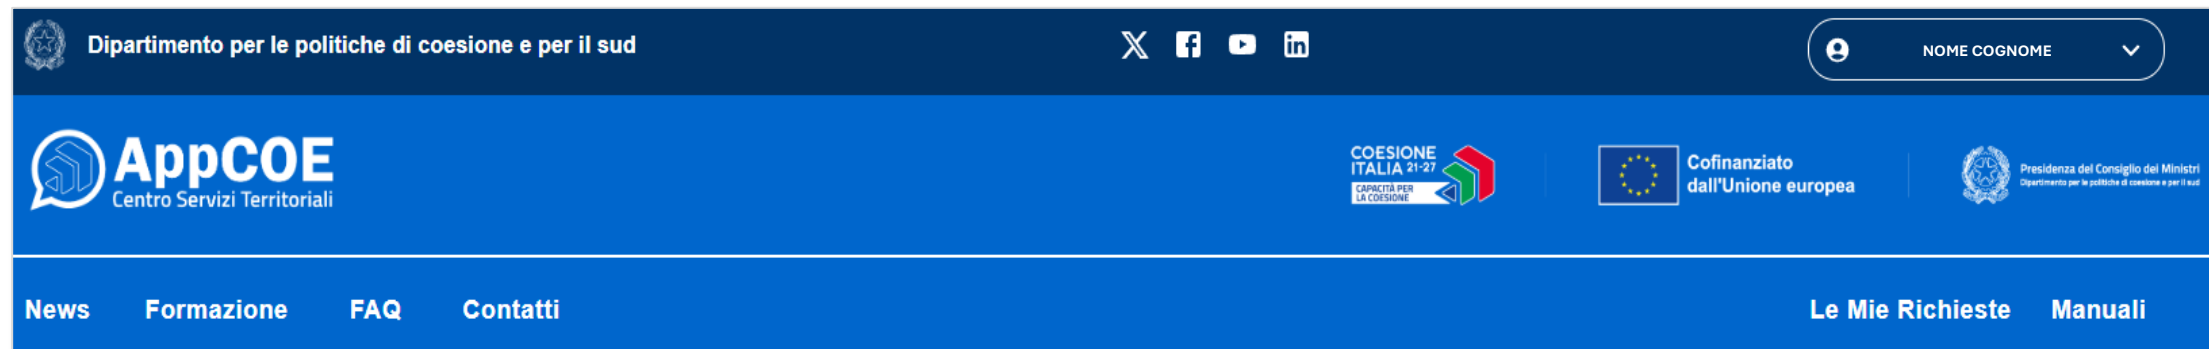 Dipartimento per le politiche di coesione e per il sud
NOME COGNOME
AppCOE
Centro Servizi Territoriali
COESIONE
ITALIA 21-27
CAPACITÀ PER
LA COESIONE
Cofinanziato
dall'Unione europea
Presidenza del Consiglio dei Ministri
Dipartimento per le politiche di coesione e per il sud
News Formazione FAQ Contatti Le Mie Richieste Manuali